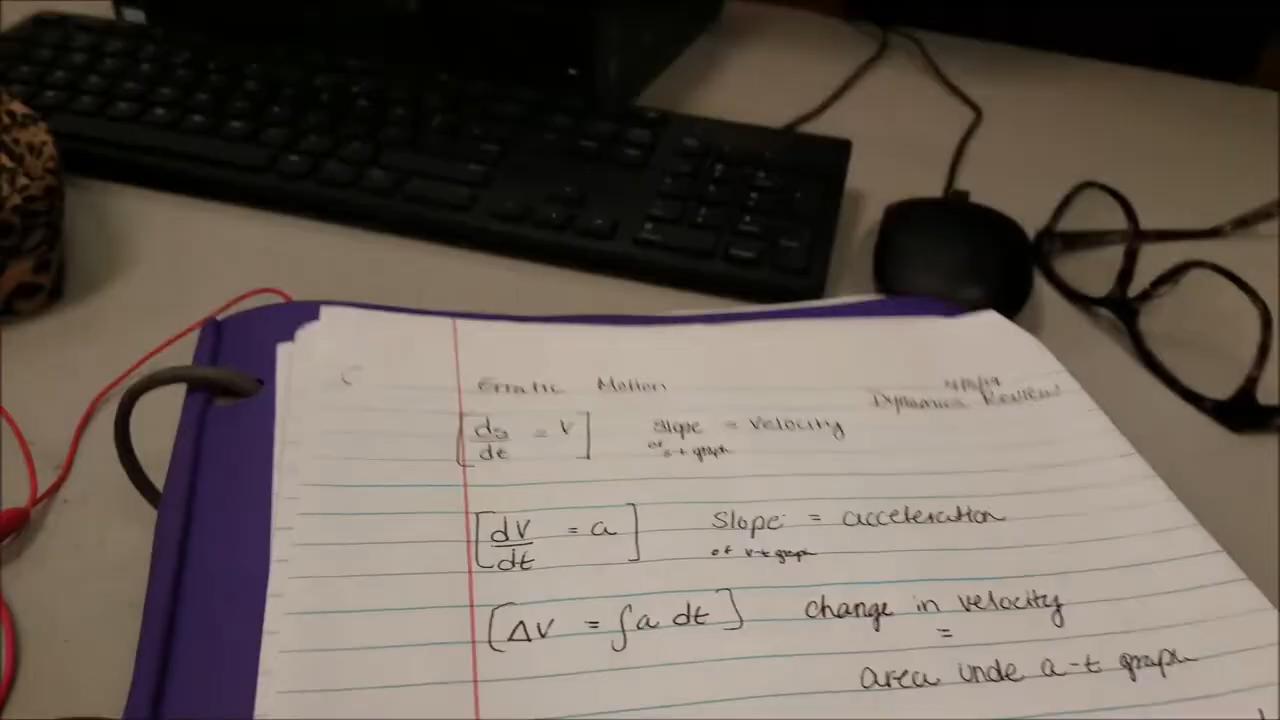 Erratic Motion
Dynamics Review
[ds/dt = v] slope = velocity
of s-t graph
[dv/dt = a] slope = acceleration
of v-t graph
[Δv = ∫a dt] change in velocity
=
area unde a-t graph